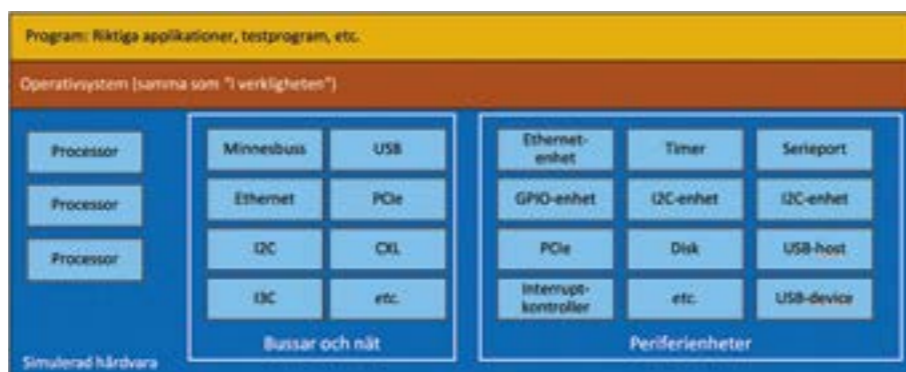 Program: Riktiga applikationer, testprogram, etc.
Operativsystem (samma som "i verkligheten")
Processor
Processor
Processor
Simulerad hårdvara
Minnesbuss
USB
Ethernet
PCIe
I2C
CXL
I3C
etc.
Bussar och nät
Ethernet-
enhet
Timer
Serieport
GPIO-enhet
I2C-enhet
I2C-enhet
PCIe
Disk
USB-host
Interrupt-
kontroller
etc.
USB-device
Periferienheter